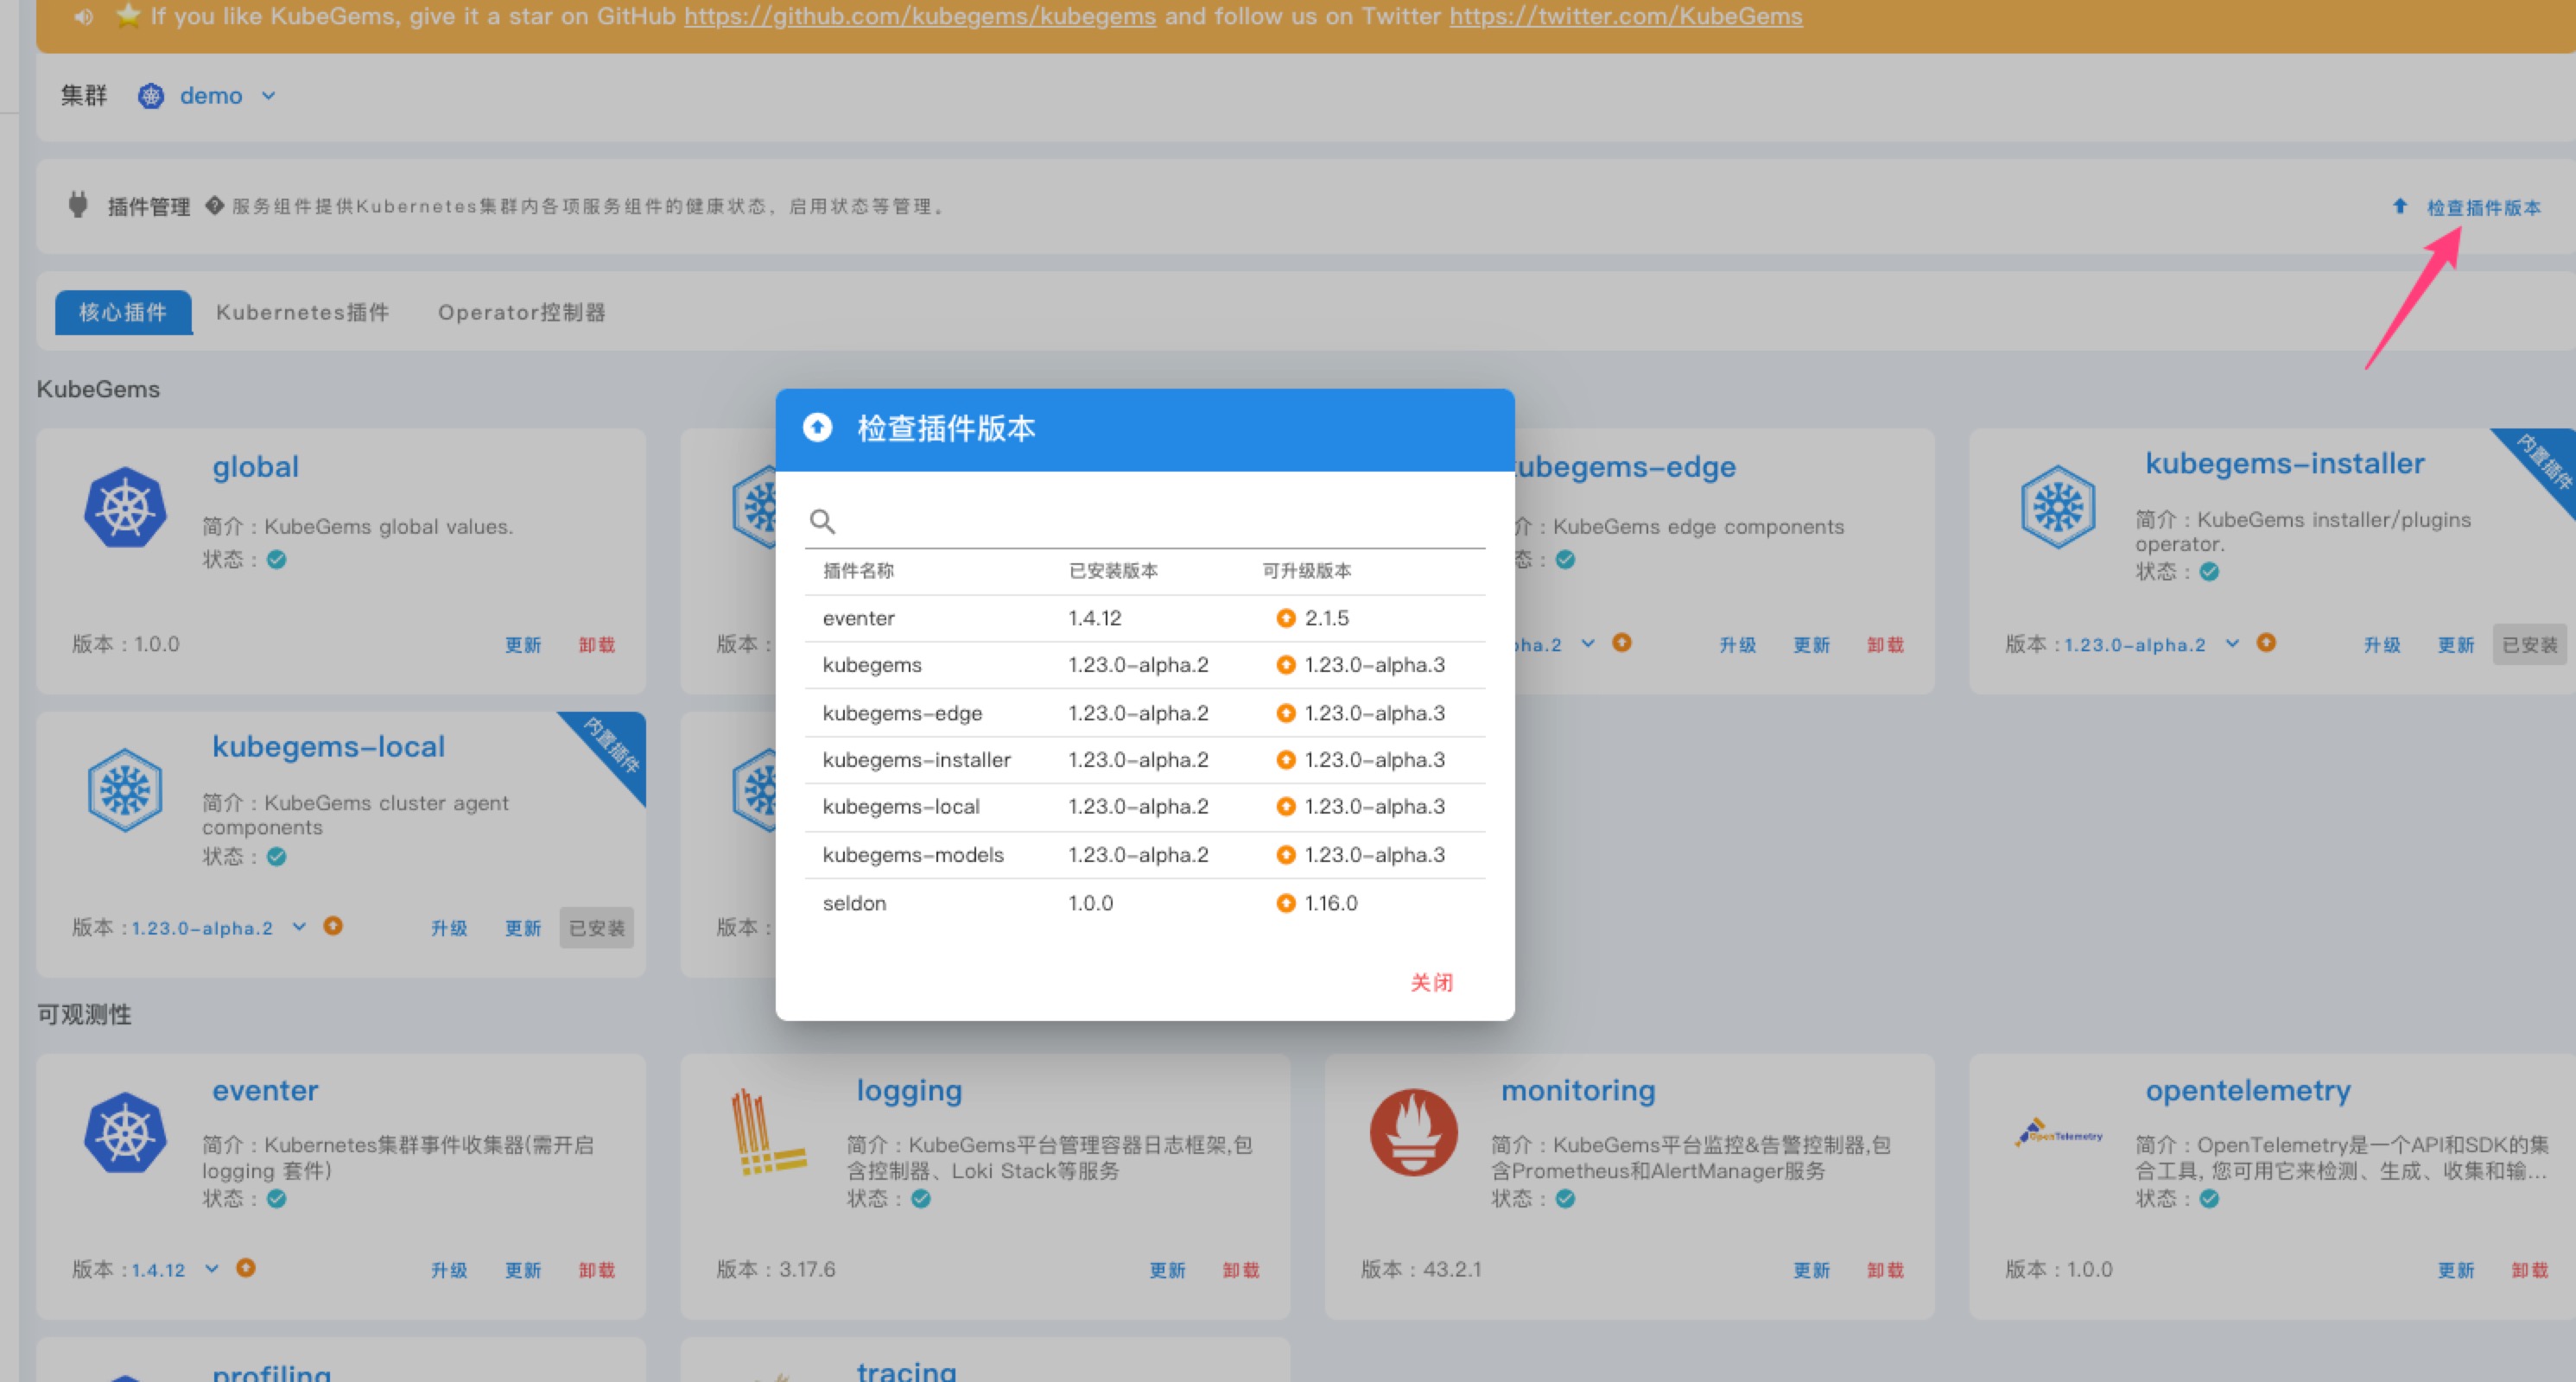 If you like KubeGems, give it a star on GitHub https://github.com/kubegems/kubegems and follow us on Twitter https://twitter.com/KubeGems
集群 demo
插件管理 服务组件提供Kubernetes集群内各项服务组件的健康状态，启用状态等管理。
检查插件版本
核心插件 Kubernetes插件 Operator控制器
KubeGems
global
简介：KubeGems global values.
状态：
版本：1.0.0 更新 卸载
版本：
ubegems-edge
介：KubeGems edge components
态：
ha.2 升级 更新 卸载
kubegems-installer
内置插件
简介：KubeGems installer/plugins
operator.
状态：
版本：1.23.0-alpha.2 升级 更新 已安装
kubegems-local
内置插件
简介：KubeGems cluster agent
components
状态：
版本：1.23.0-alpha.2 升级 更新 已安装
版本：
检查插件版本
插件名称 已安装版本 可升级版本
eventer 1.4.12 2.1.5
kubegems 1.23.0-alpha.2 1.23.0-alpha.3
kubegems-edge 1.23.0-alpha.2 1.23.0-alpha.3
kubegems-installer 1.23.0-alpha.2 1.23.0-alpha.3
kubegems-local 1.23.0-alpha.2 1.23.0-alpha.3
kubegems-models 1.23.0-alpha.2 1.23.0-alpha.3
seldon 1.0.0 1.16.0
关闭
可观测性
eventer
简介：Kubernetes集群事件收集器(需开启
logging 套件)
状态：
版本：1.4.12 升级 更新 卸载
logging
简介：KubeGems平台管理容器日志框架,包
含控制器、Loki Stack等服务
状态：
版本：3.17.6 更新 卸载
monitoring
简介：KubeGems平台监控&告警控制器,包
含Prometheus和AlertManager服务
状态：
版本：43.2.1 更新 卸载
OpenTelemetry
opentelemetry
简介：OpenTelemetry是一个API和SDK的集
合工具, 您可用它来检测、生成、收集和输...
状态：
版本：1.0.0 更新 卸载
profiling
tracing